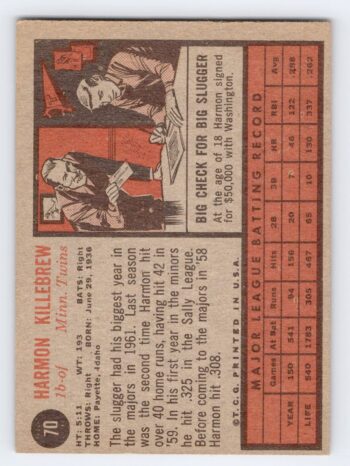 70
HARMON KILLEBREW
1b-of Minn. Twins
HT: 5:11 WT: 193 BATS: Right
THROWS: Right BORN: June 29, 1936
HOME: Payette, Idaho
The slugger had his biggest year in
the majors in 1961. Last season
was the second time Harmon hit
over 40 home runs, having hit 42 in
'59. In his first year in the minors
he hit .325 in the Sally League.
Before coming to the majors in '58
Harmon hit .308.
BIG CHECK FOR BIG SLUGGER
At the age of 18 Harmon signed
for $50,000 with Washington.
© T.C.G. PRINTED IN U.S.A.
MAJOR LEAGUE BATTING RECORD
Games At Bat Runs Hits 2B 3B HR RBI Avg
YEAR 150 541 94 156 20 7 46 122 .288
LIFE 540 1783 305 467 65 10 130 337 .262